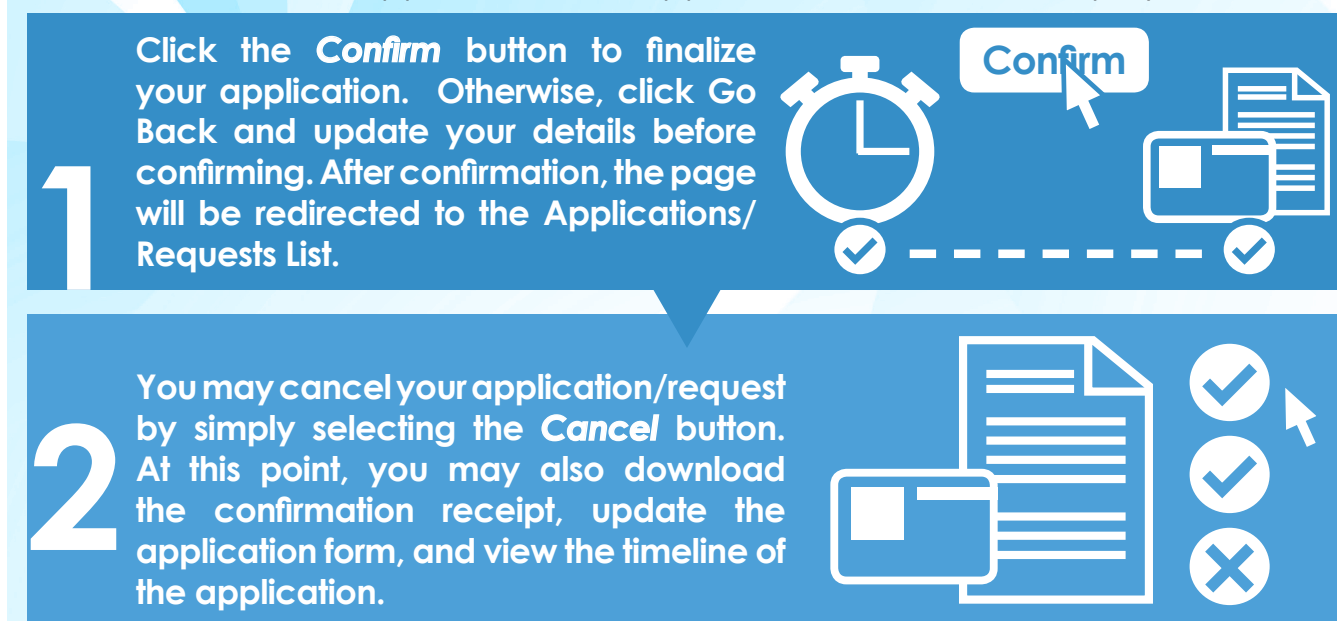 1
Click the Confirm button to finalize
your application. Otherwise, click Go
Back and update your details before
confirming. After confirmation, the page
will be redirected to the Applications/
Requests List.
Confirm
2
You may cancel your application/request
by simply selecting the Cancel button.
At this point, you may also download
the confirmation receipt, update the
application form, and view the timeline of
the application.